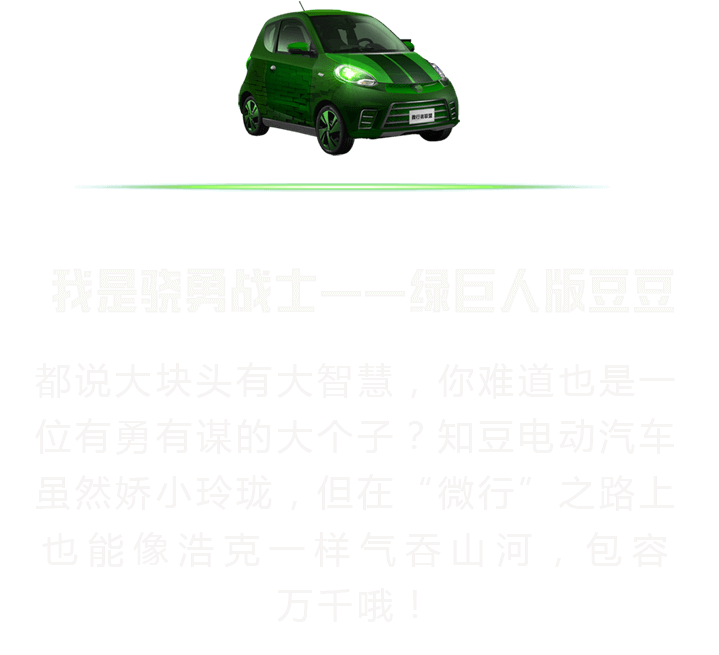 我是骁勇战士——绿巨人版豆豆
都说大块头有大智慧，你难道也是一
位有勇有谋的大个子？知豆电动汽车
虽然娇小玲珑，但在“微行”之路上
也能像浩克一样气吞山河，包容
万千哦！